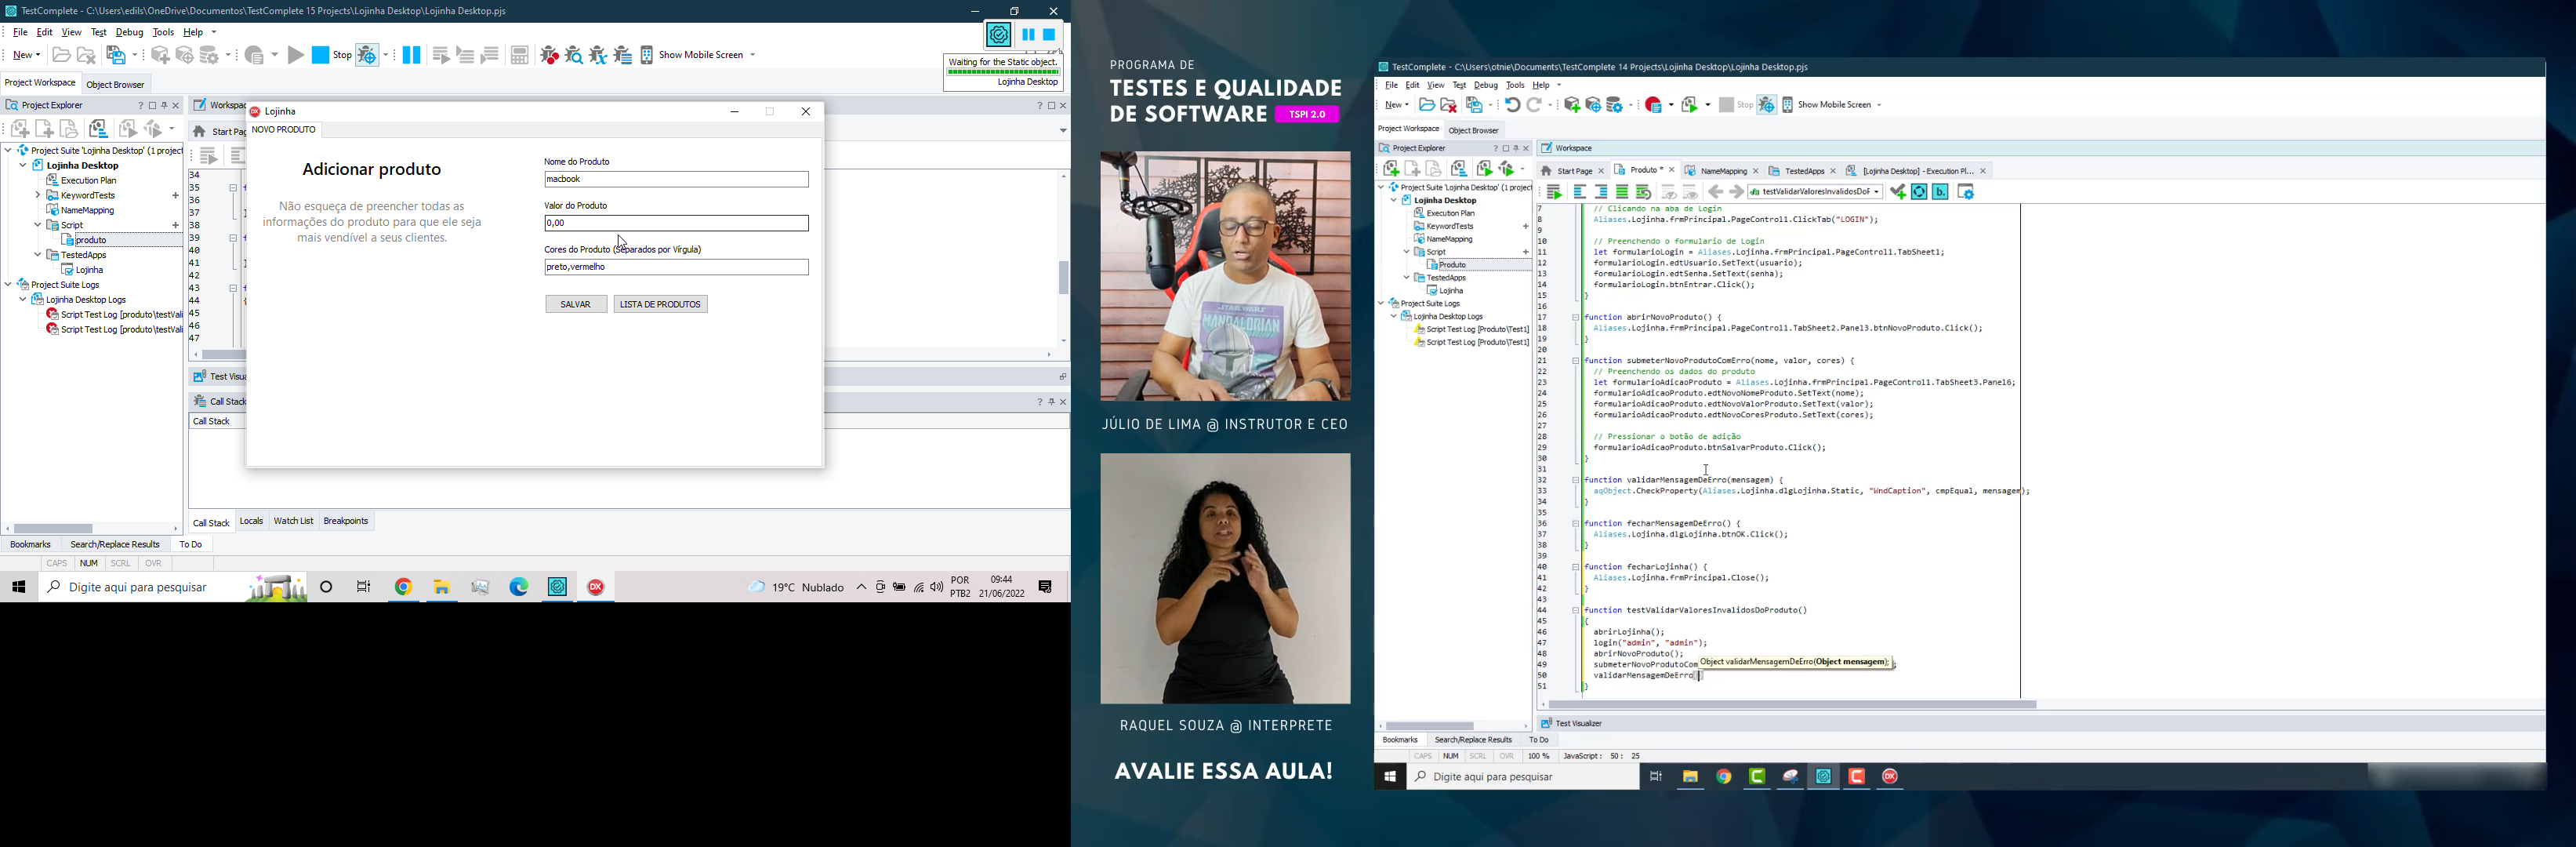 TestComplete - C:\Users\edils\OneDrive\Documentos\TestComplete 15 Projects\Lojinha Desktop\Lojinha Desktop.pjs
File Edit View Test Debug Tools Help
New Stop Show Mobile Screen
Waiting for the Static object.
Lojinha Desktop
Project Workspace Object Browser
Project Explorer
Workspac
Start Pag
Project Suite 'Lojinha Desktop' (1 project
Lojinha Desktop
Execution Plan
KeywordTests
NameMapping
Script
produto
TestedApps
Lojinha
Project Suite Logs
Lojinha Desktop Logs
Script Test Log [produto\testVali
Script Test Log [produto\testVali
34
35
36
37
38
39
40
41
42
43
44
45
46
47
Lojinha
NOVO PRODUTO
Adicionar produto
Não esqueça de preencher todas as
informações do produto para que ele seja
mais vendível a seus clientes.
Nome do Produto
macbook
Valor do Produto
0,00
Cores do Produto (Separados por Vírgula)
preto,vermelho
SALVAR LISTA DE PRODUTOS
Test Visua
Call Stack
Call Stack
Call Stack Locals Watch List Breakpoints
Bookmarks Search/Replace Results To Do
CAPS NUM SCRL OVR
Digite aqui para pesquisar
19°C Nublado
POR
PTB2
09:44
21/06/2022
PROGRAMA DE
TESTES E QUALIDADE
DE SOFTWARE TSPI 2.0
STAR WARS
MANDALORIAN
JÚLIO DE LIMA @ INSTRUTOR E CEO
RAQUEL SOUZA @ INTERPRETE
AVALIE ESSA AULA!
TestComplete - C:\Users\otnie\Documents\TestComplete 14 Projects\Lojinha Desktop\Lojinha Desktop.pjs
File Edit View Test Debug Tools Help
New Stop Show Mobile Screen
Project Workspace Object Browser
Project Explorer
Workspace
Start Page Produto * NameMapping TestedApps [Lojinha Desktop] - Execution Pl...
testValidarValoresInvalidosDoF
Project Suite 'Lojinha Desktop' (1 project
Lojinha Desktop
Execution Plan
KeywordTests
NameMapping
Script
Produto
TestedApps
Lojinha
Project Suite Logs
Lojinha Desktop Logs
Script Test Log [Produto\Test1]
Script Test Log [Produto\Test1]
7 // Clicando na aba de Login
8 Aliases.Lojinha.frmPrincipal.PageControl1.ClickTab("LOGIN");
9
10 // Preenchendo o formulario de Login
11 let formularioLogin = Aliases.Lojinha.frmPrincipal.PageControl1.TabSheet1;
12 formularioLogin.edtUsuario.SetText(usuario);
13 formularioLogin.edtSenha.SetText(senha);
14 formularioLogin.btnEntrar.Click();
15 }
16
17 function abrirNovoProduto() {
18 Aliases.Lojinha.frmPrincipal.PageControl1.TabSheet2.Panel3.btnNovoProduto.Click();
19 }
20
21 function submeterNovoProdutoComErro(nome, valor, cores) {
22 // Preenchendo os dados do produto
23 let formularioAdicaoProduto = Aliases.Lojinha.frmPrincipal.PageControl1.TabSheet3.Panel6;
24 formularioAdicaoProduto.edtNovoNomeProduto.SetText(nome);
25 formularioAdicaoProduto.edtNovoValorProduto.SetText(valor);
26 formularioAdicaoProduto.edtNovoCoresProduto.SetText(cores);
27
28 // Pressionar o botão de adição
29 formularioAdicaoProduto.btnSalvarProduto.Click();
30 }
31
32 function validarMensagemDeErro(mensagem) {
33 aqObject.CheckProperty(Aliases.Lojinha.dlgLojinha.Static, "WndCaption", cmpEqual, mensagem);
34 }
35
36 function fecharMensagemDeErro() {
37 Aliases.Lojinha.dlgLojinha.btnOK.Click();
38 }
39
40 function fecharLojinha() {
41 Aliases.Lojinha.frmPrincipal.Close();
42 }
43
44 function testValidarValoresInvalidosDoProduto()
45 {
46 abrirLojinha();
47 login("admin", "admin");
48 abrirNovoProduto();
49 submeterNovoProdutoCom
Object validarMensagemDeErro(Object mensagem);
50 validarMensagemDeErro()
51 }
Test Visualizer
Bookmarks Search/Replace Results To Do
CAPS NUM SCRL OVR 100 % JavaScript : 50 : 25
Digite aqui para pesquisar